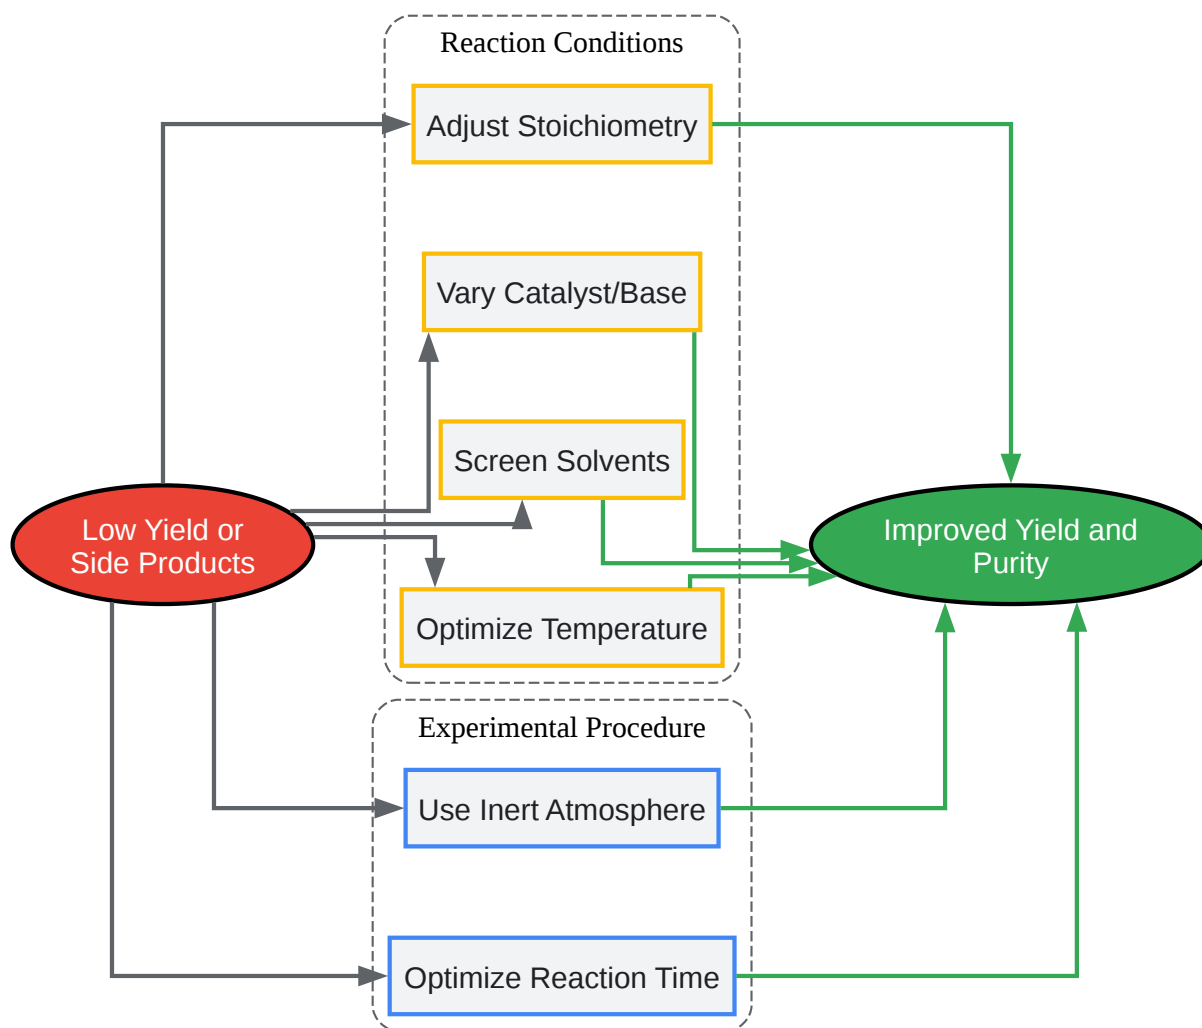 Reaction Conditions
Adjust Stoichiometry
Vary Catalyst/Base
Screen Solvents
Low Yield or
Side Products
Improved Yield and
Purity
Optimize Temperature
Experimental Procedure
Use Inert Atmosphere
Optimize Reaction Time